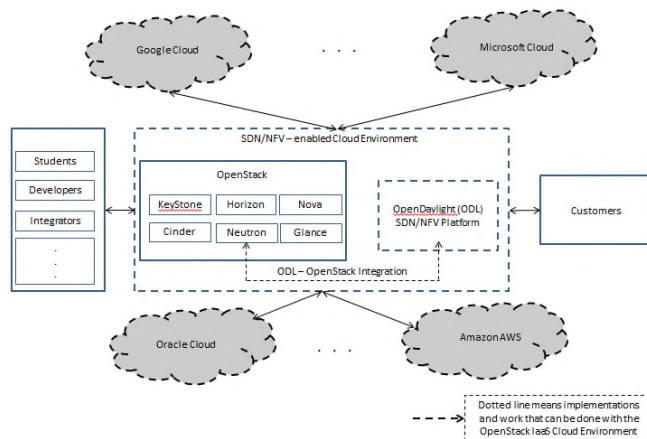 Google Cloud
. . .
Microsoft Cloud
SDN/NFV – enabled Cloud Environment
Students
Developers
Integrators
.
.
.
OpenStack
KeyStone
Horizon
Nova
Cinder
Neutron
Glance
OpenDaylight (ODL)
SDN/NFV Platform
ODL – OpenStack Integration
Customers
Oracle Cloud
. . .
Amazon AWS
Dotted line means implementations
and work that can be done with the
OpenStack IaaS Cloud Environment